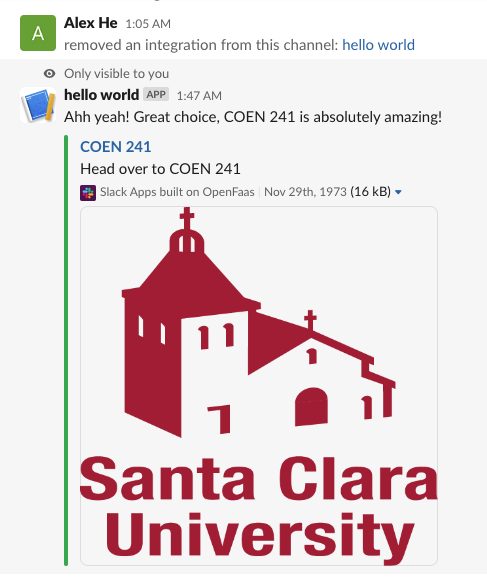 A
Alex He 1:05 AM
removed an integration from this channel: hello world
Only visible to you
hello world APP 1:47 AM
Ahh yeah! Great choice, COEN 241 is absolutely amazing!
COEN 241
Head over to COEN 241
Slack Apps built on OpenFaas | Nov 29th, 1973 (16 kB)
Santa Clara
University